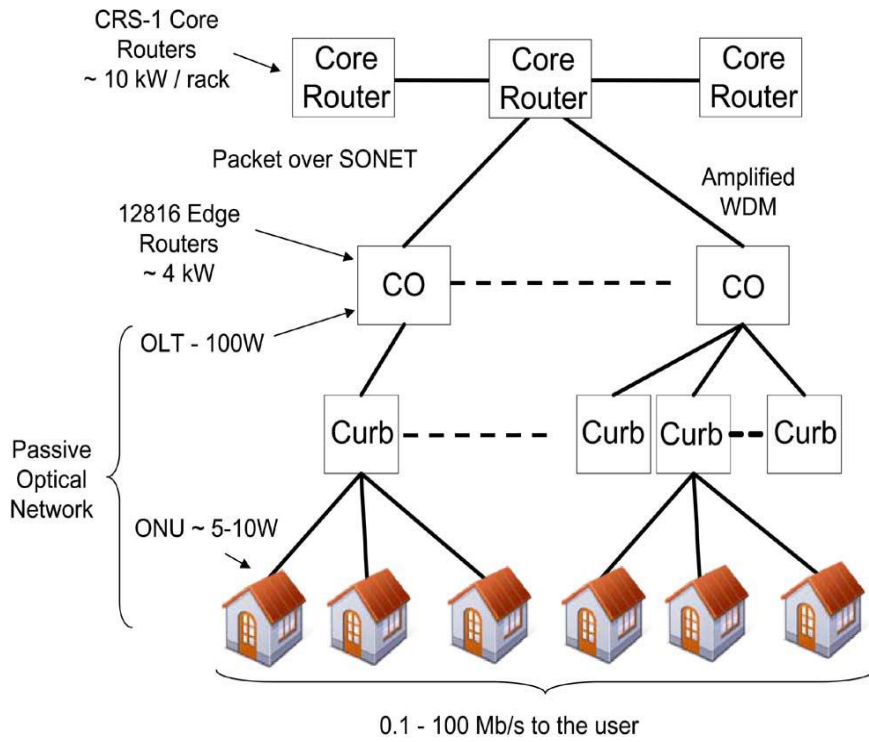 CRS-1 Core
Routers
~ 10 kW / rack
Core
Router
Core
Router
Core
Router
Packet over SONET
Amplified
WDM
12816 Edge
Routers
~ 4 kW
CO
CO
OLT - 100W
Curb
Curb
Curb
Curb
Passive
Optical
Network
ONU ~ 5-10W
0.1 - 100 Mb/s to the user